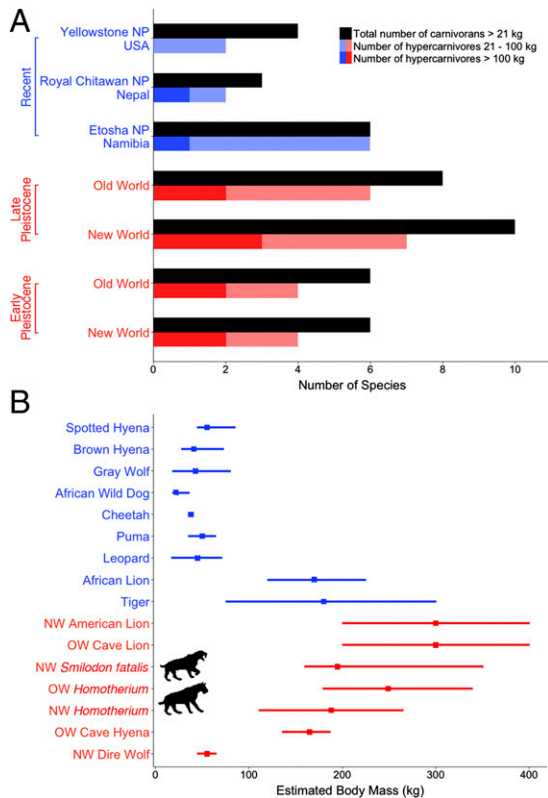 A
Recent
Late
Pleistocene
Early
Pleistocene
Yellowstone NP
USA
Royal Chitawan NP
Nepal
Etosha NP
Namibia
Old World
New World
Old World
New World
Total number of carnivorans > 21 kg
Number of hypercarnivores 21 - 100 kg
Number of hypercarnivores > 100 kg
0 2 4 6 8 10
Number of Species
B
Spotted Hyena
Brown Hyena
Gray Wolf
African Wild Dog
Cheetah
Puma
Leopard
African Lion
Tiger
NW American Lion
OW Cave Lion
NW Smilodon fatalis
OW Homotherium
NW Homotherium
OW Cave Hyena
NW Dire Wolf
0 100 200 300 400
Estimated Body Mass (kg)